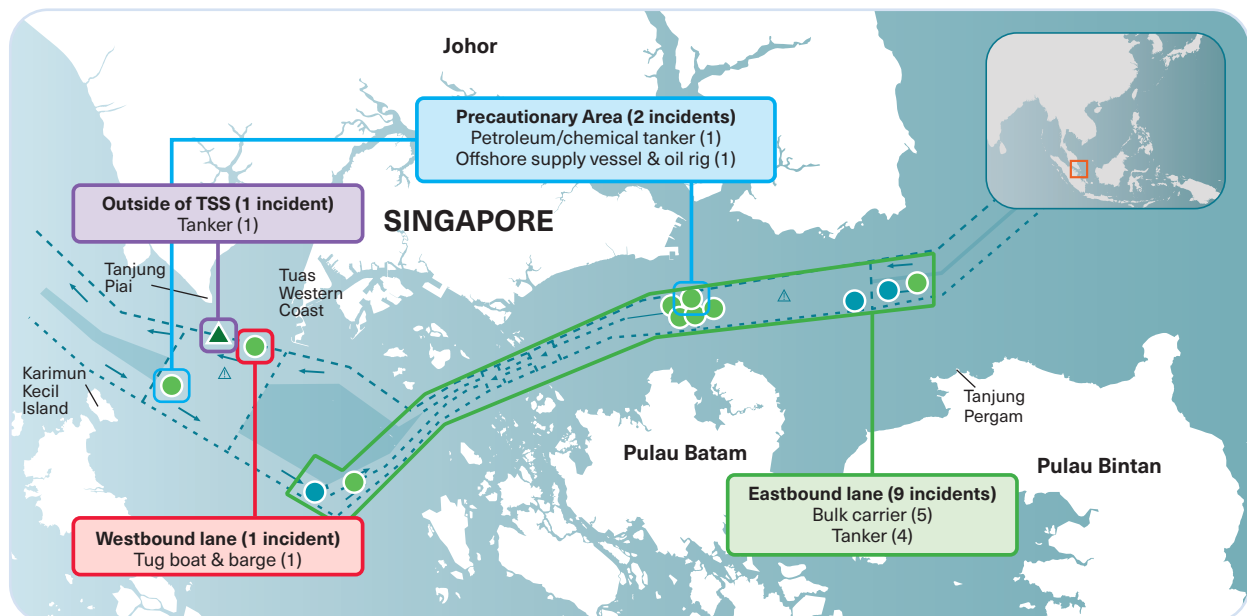 Johor
Precautionary Area (2 incidents)
Petroleum/chemical tanker (1)
Offshore supply vessel & oil rig (1)
Outside of TSS (1 incident)
Tanker (1)
SINGAPORE
Tanjung
Piai
Tuas
Western
Coast
Karimun
Kecil
Island
Tanjung
Pergam
Pulau Batam
Pulau Bintan
Eastbound lane (9 incidents)
Bulk carrier (5)
Tanker (4)
Westbound lane (1 incident)
Tug boat & barge (1)